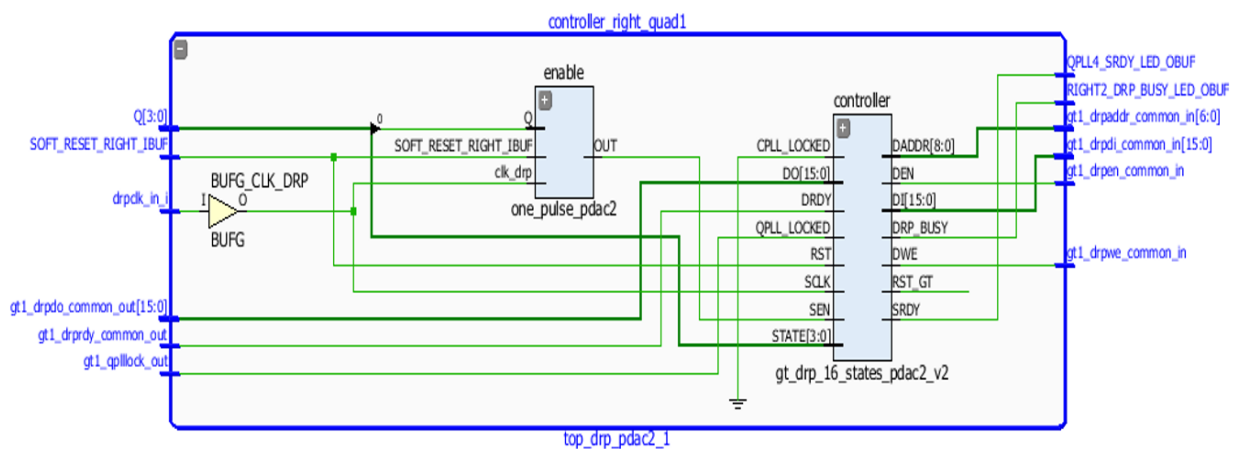 controller_right_quad1
enable
Q
SOFT_RESET_RIGHT_IBUF
clk_drp
OUT
one_pulse_pdac2
Q[3:0]
0
SOFT_RESET_RIGHT_IBUF
drpclk_in_i
BUFG_CLK_DRP
I
O
BUFG
gt1_drpdo_common_out[15:0]
gt1_drprdy_common_out
gt1_qplllock_out
controller
CPLL_LOCKED
DO[15:0]
DRDY
QPLL_LOCKED
RST
SCLK
SEN
STATE[3:0]
DADDR[8:0]
DEN
DI[15:0]
DRP_BUSY
DWE
RST_GT
SRDY
gt_drp_16_states_pdac2_v2
QPLL4_SRDY_LED_OBUF
RIGHT2_DRP_BUSY_LED_OBUF
gt1_drpaddr_common_in[6:0]
gt1_drpdi_common_in[15:0]
gt1_drpen_common_in
gt1_drpwe_common_in
top_drp_pdac2_1